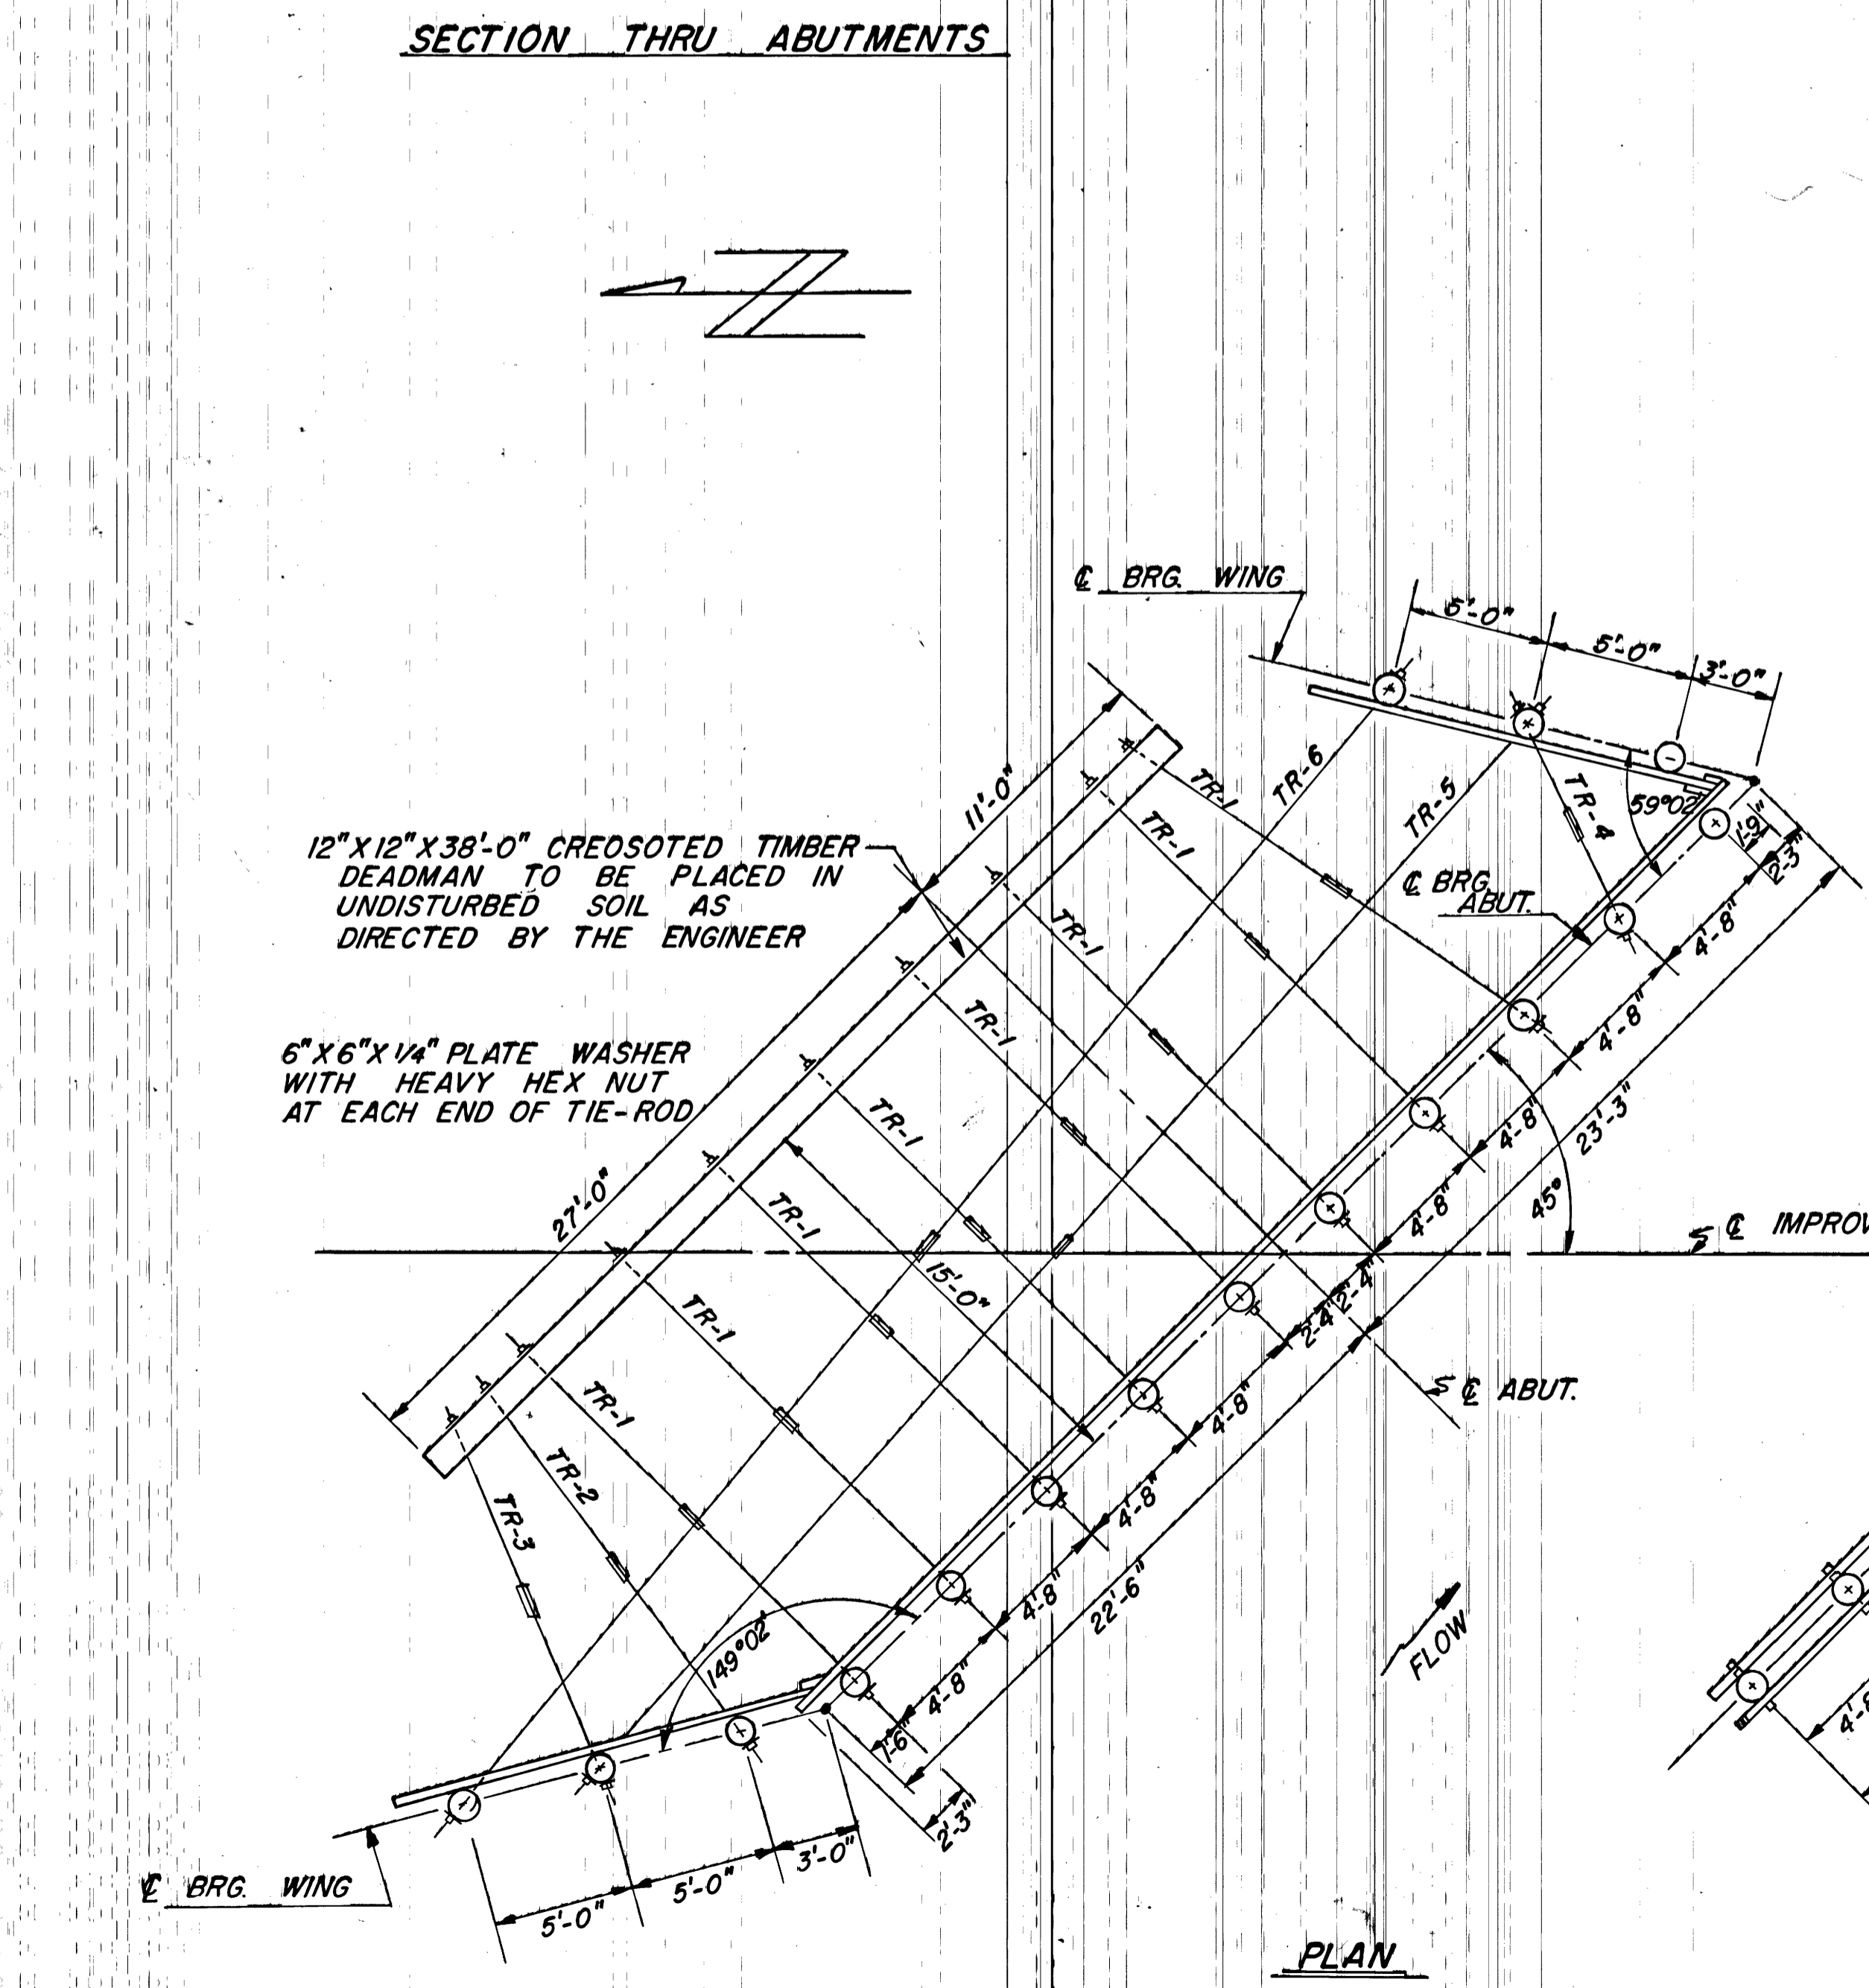 SECTION THRU ABUTMENTS
℄ BRG. WING
5'-0"
5'-0"
3'-0"
11'-0"
TR-1
TR-6
TR-5
TR-4
59°02'
1'-9"
2'-3"
12"X12"X38'-0" CREOSOTED TIMBER
DEADMAN TO BE PLACED IN
UNDISTURBED SOIL AS
DIRECTED BY THE ENGINEER
TR-1
TR-1
TR-1
℄ BRG.
ABUT.
4'-8"
4'-8"
4'-8"
4'-8"
23'-3"
45°
6"X6"X1/4" PLATE WASHER
WITH HEAVY HEX NUT
AT EACH END OF TIE-ROD
TR-1
TR-1
TR-1
TR-1
27'-0"
15'-0"
℄ IMPROV
2'-4"
2'-4"
℄ ABUT.
4'-8"
4'-8"
4'-8"
4'-8"
22'-6"
TR-2
TR-3
149°02'
1'-6"
2'-3"
FLOW
4'-8
℄ BRG. WING
5'-0"
5'-0"
3'-0"
PLAN